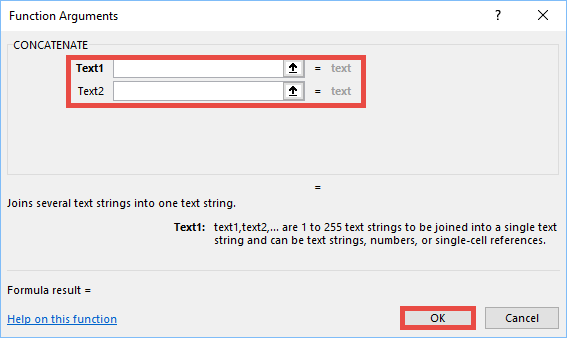 Function Arguments ?
CONCATENATE
Text1 = text
Text2 = text
=
Joins several text strings into one text string.
Text1: text1,text2,... are 1 to 255 text strings to be joined into a single text
string and can be text strings, numbers, or single-cell references.
Formula result =
Help on this function OK Cancel